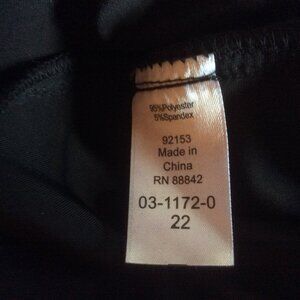 95%Polyester
5%Spandex
92153
Made in
China
RN 88842
03-1172-0
22